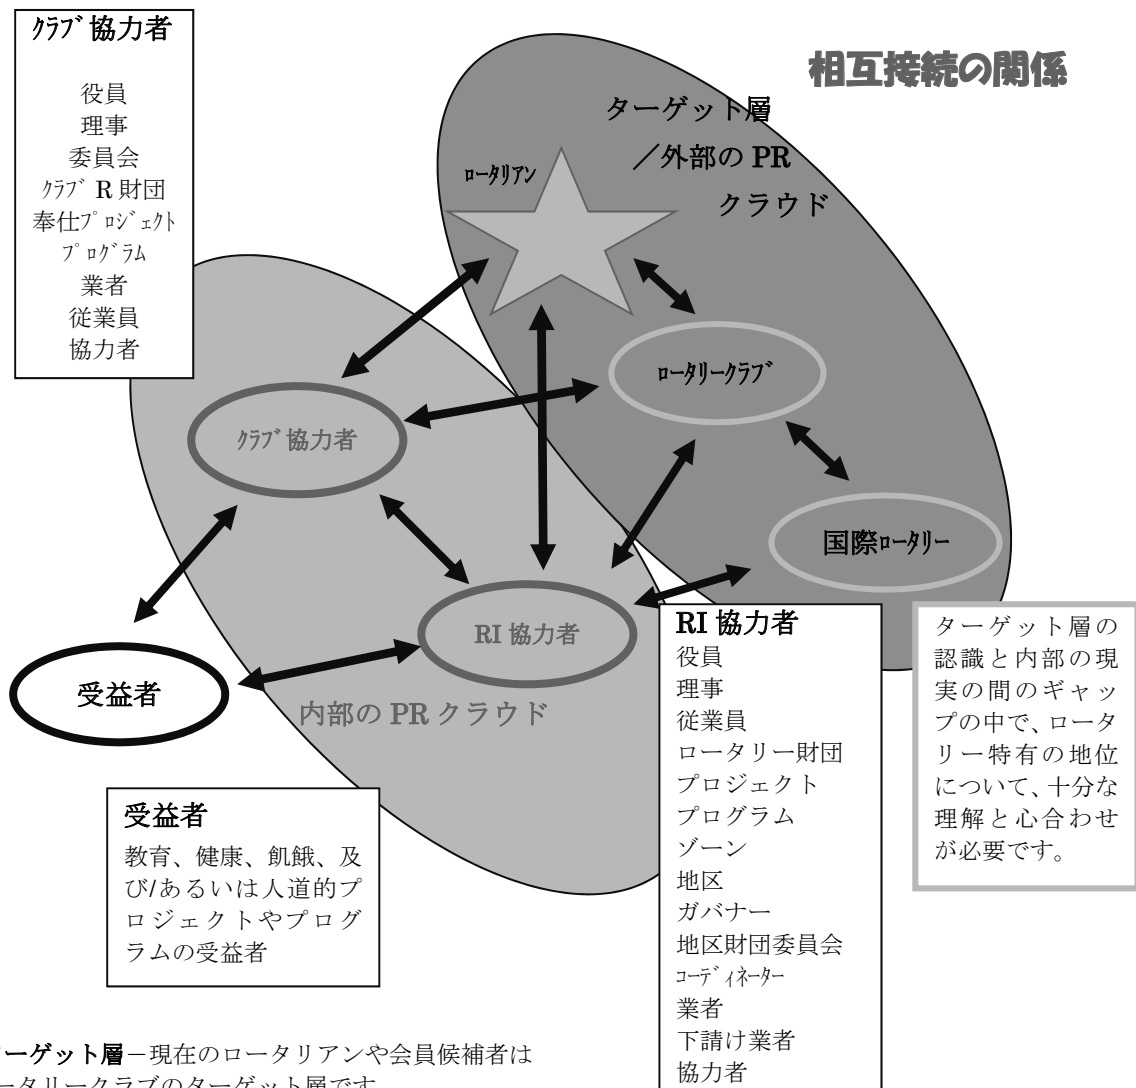 ｸﾗﾌﾞ協力者
役員
理事
委員会
ｸﾗﾌﾞ R 財団
奉仕ﾌﾟﾛｼﾞｪｸﾄ
ﾌﾟﾛｸﾞﾗﾑ
業者
従業員
協力者
相互接続の関係
ターゲット層
／外部の PR
クラウド
ﾛｰﾀﾘｱﾝ
ﾛｰﾀﾘｰｸﾗﾌﾞ
ｸﾗﾌﾞ協力者
国際ﾛｰﾀﾘｰ
RI 協力者
受益者
内部の PR クラウド
RI 協力者
役員
理事
従業員
ロータリー財団
プロジェクト
プログラム
ゾーン
地区
ガバナー
地区財団委員会
ｺｰﾃﾞｨﾈｰﾀｰ
業者
下請け業者
協力者
ターゲット層の
認識と内部の現
実の間のギャッ
プの中で、ロータ
リー特有の地位
について、十分な
理解と心合わせ
が必要です。
受益者
教育、健康、飢餓、及
び/あるいは人道的プ
ロジェクトやプログ
ラムの受益者
ーゲット層－現在のロータリアンや会員候補者は
ータリークラブのターゲット層です